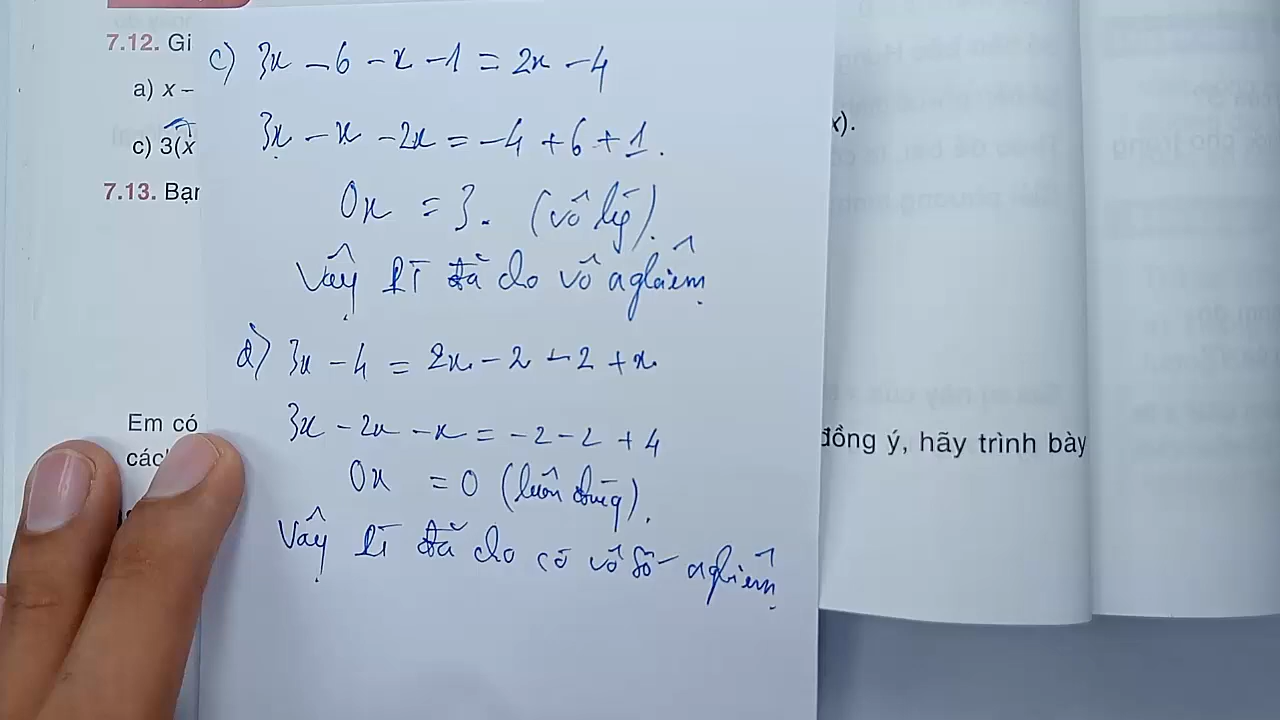 7.12. Gi
a) x –
c) 3(x
7.13. Bạn
Em có
các
x).
đồng ý, hãy trình bày
c) 3x - 6 - x - 1 = 2x - 4
3x - x - 2x = -4 + 6 + 1.
0x = 3. (vô lý).
Vậy PT đã cho vô nghiệm.
d) 3x - 4 = 2x - 2 - 2 + x
3x - 2x - x = -2 - 2 + 4
0x = 0 (luôn đúng).
Vậy PT đã cho có vô số nghiệm.